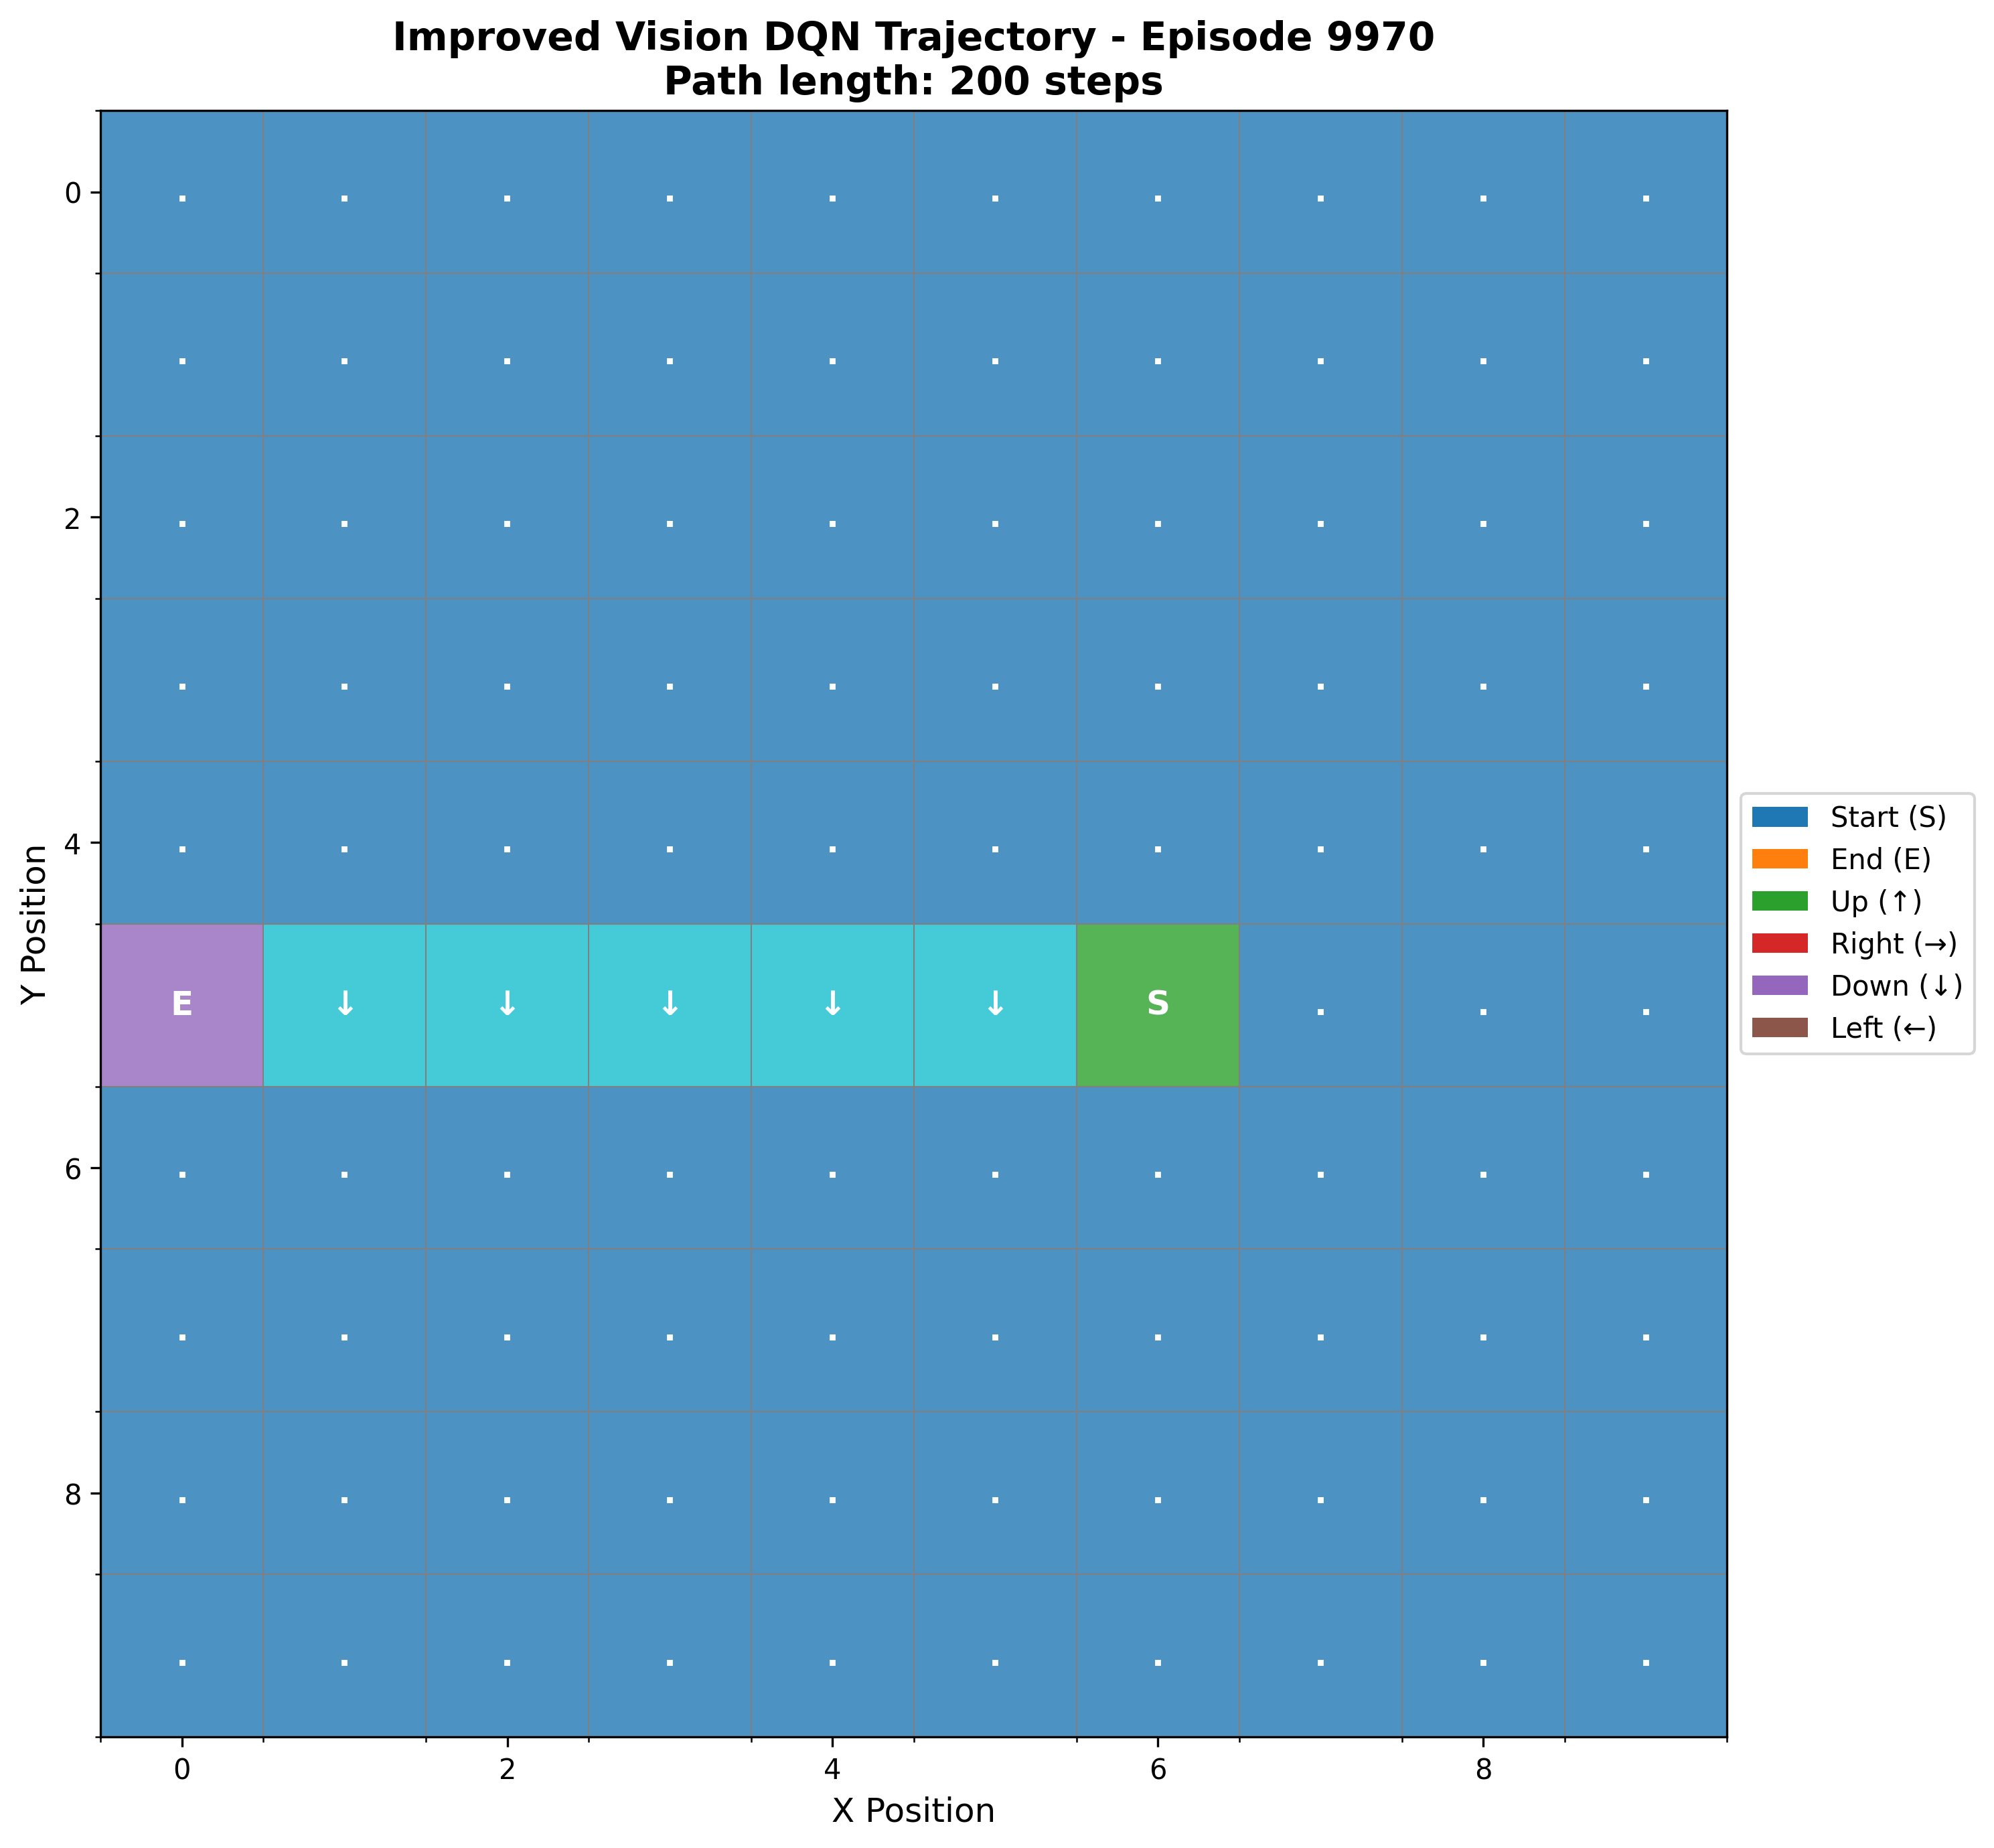 Improved Vision DQN Trajectory - Episode 9970
Path length: 200 steps
0
2
4
6
8
Y Position
E ↓ ↓ ↓ ↓ ↓ S
0 2 4 6 8
X Position
Start (S)
End (E)
Up (↑)
Right (→)
Down (↓)
Left (←)